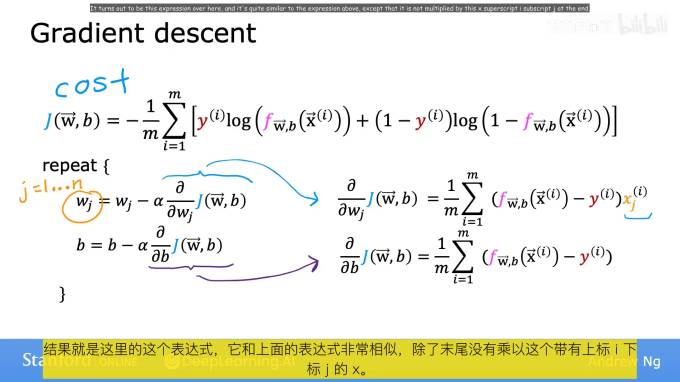 It turns out to be this expression over here. and it's quite similar to the expression above, except that it is not multiplied by this x superscript i subscript j at the end.
bilibili
Gradient descent
cost
J(w⃗, b) = −1/m ∑_{i=1}^{m} [y^{(i)}log(f_{w⃗,b}(x⃗^{(i)})) + (1 − y^{(i)})log(1 − f_{w⃗,b}(x⃗^{(i)}))]
repeat {
j=1...n
w_j = w_j − α ∂/∂w_j J(w⃗, b)
∂/∂w_j J(w⃗, b) = 1/m ∑_{i=1}^{m} (f_{w⃗,b}(x⃗^{(i)}) − y^{(i)})x_j^{(i)}
b = b − α ∂/∂b J(w⃗, b)
∂/∂b J(w⃗, b) = 1/m ∑_{i=1}^{m} (f_{w⃗,b}(x⃗^{(i)}) − y^{(i)})
}
Stanford ONLINE DeepLearning.AI Andrew Ng
结果就是这里的这个表达式，它和上面的表达式非常相似，除了末尾没有乘以这个带有上标 i 下
标 j 的 x。